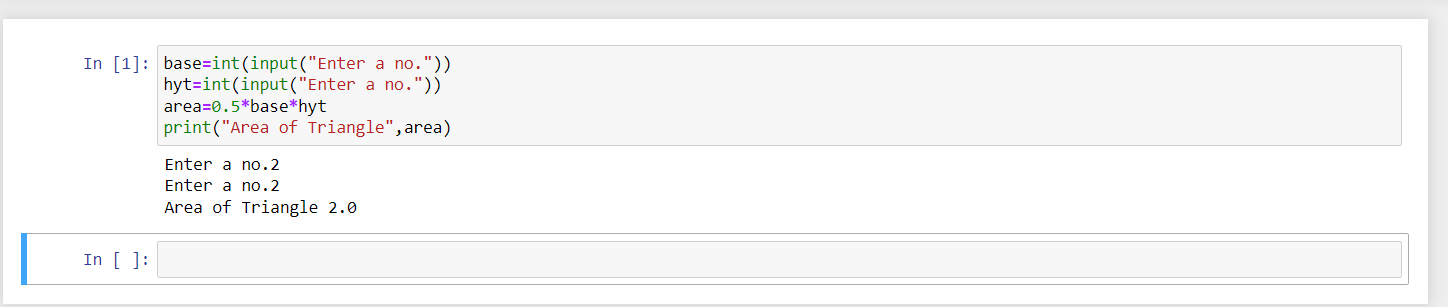 In [1]: base=int(input("Enter a no."))
hyt=int(input("Enter a no."))
area=0.5*base*hyt
print("Area of Triangle",area)
Enter a no.2
Enter a no.2
Area of Triangle 2.0
In [ ]: